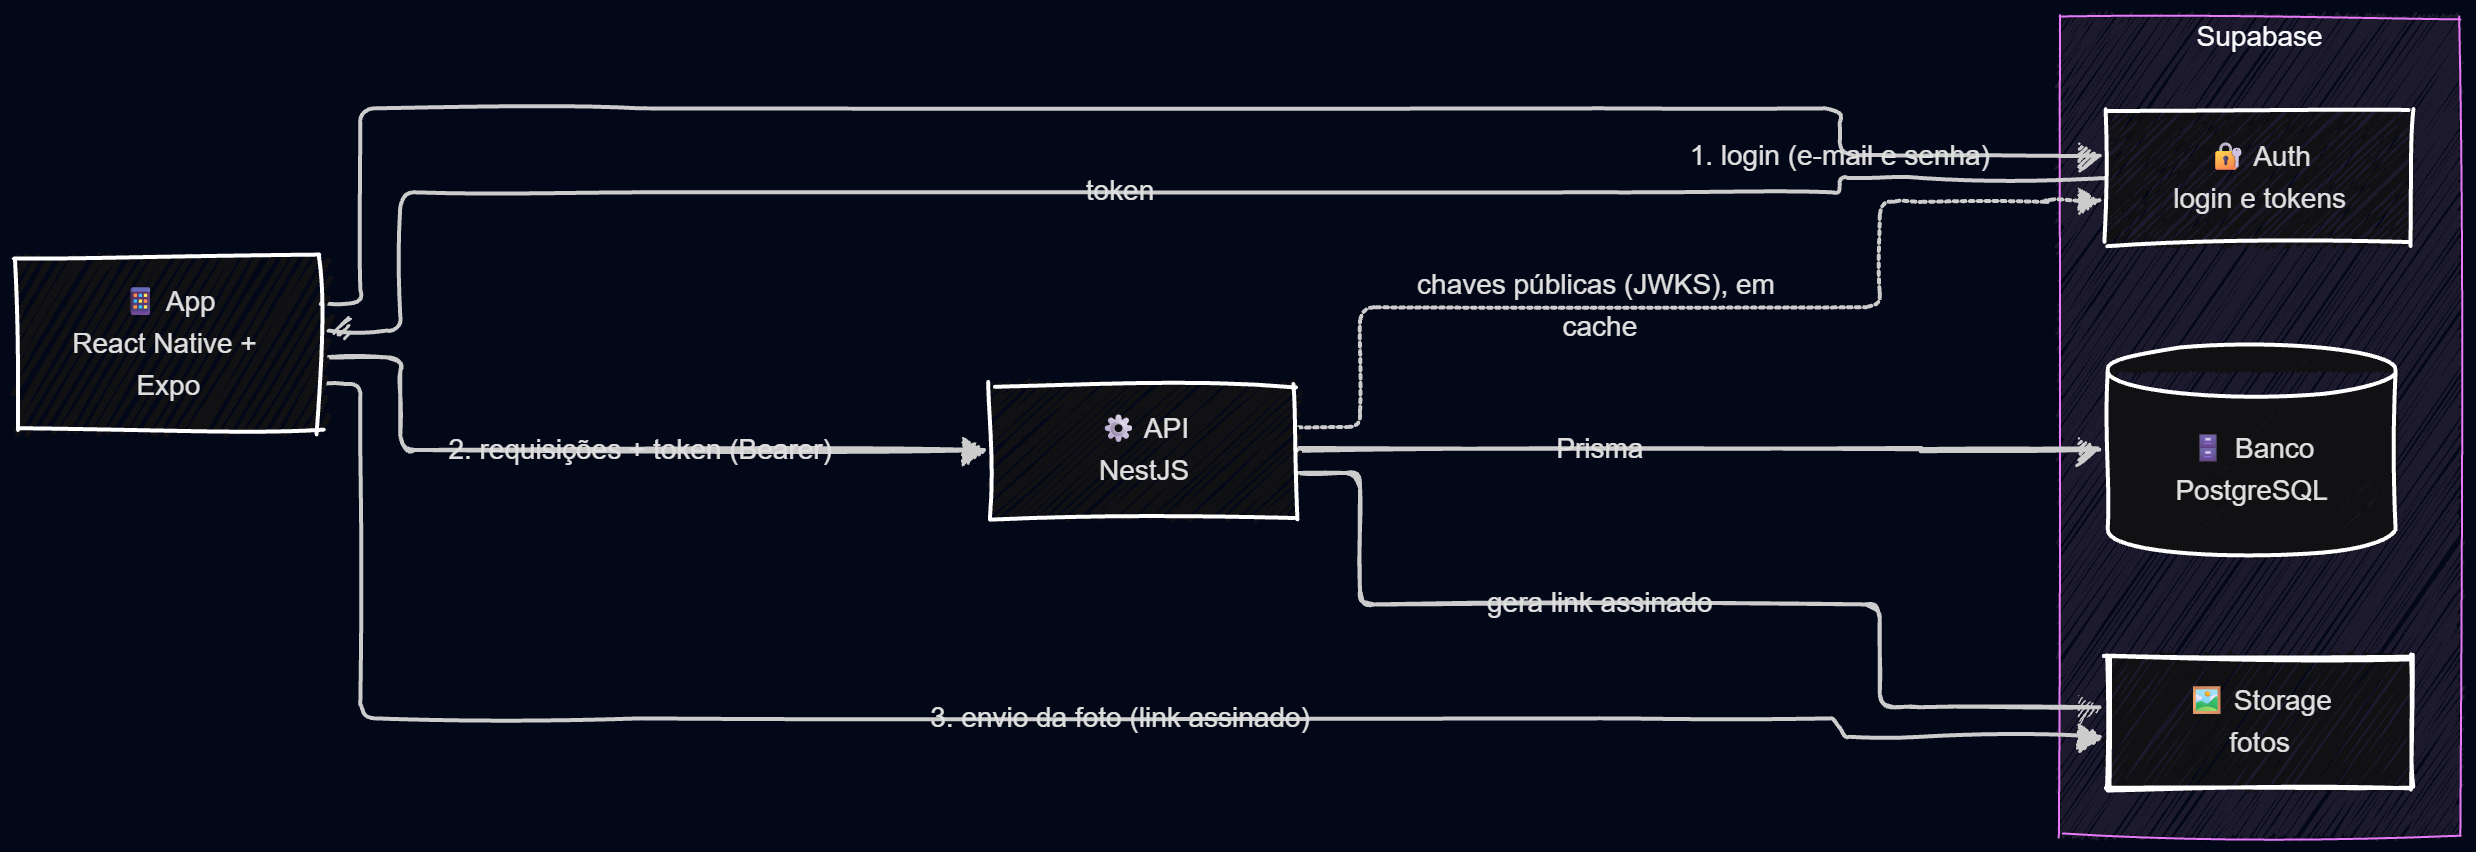 Supabase
1. login (e-mail e senha)
Auth
login e tokens
token
chaves públicas (JWKS), em
cache
App
React Native +
Expo
2. requisições + token (Bearer)
API
NestJS
Prisma
Banco
PostgreSQL
gera link assinado
3. envio da foto (link assinado)
Storage
fotos